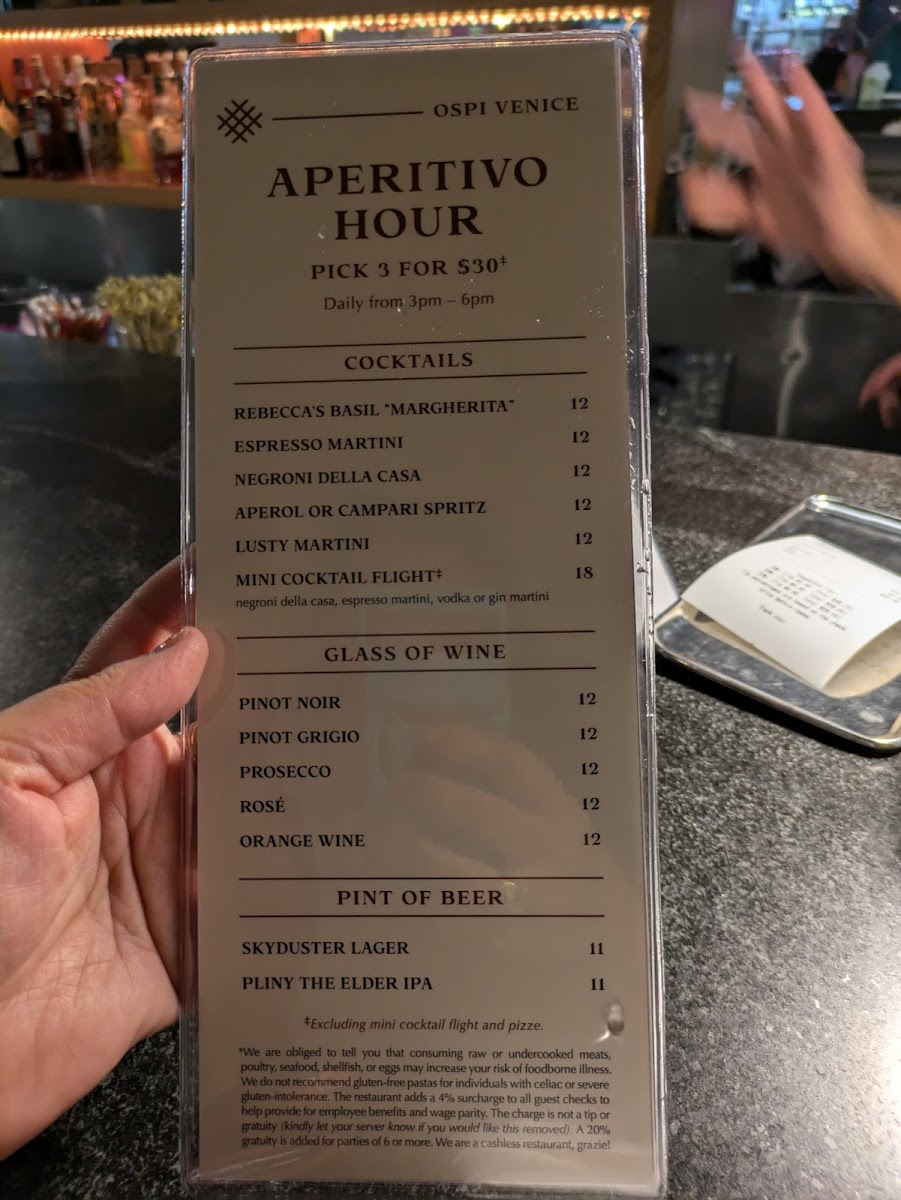 OSPI VENICE
APERITIVO
HOUR
PICK 3 FOR $30‡
Daily from 3pm – 6pm
COCKTAILS
REBECCA'S BASIL "MARGHERITA" 12
ESPRESSO MARTINI 12
NEGRONI DELLA CASA 12
APEROL OR CAMPARI SPRITZ 12
LUSTY MARTINI 12
MINI COCKTAIL FLIGHT‡ 18
negroni della casa, espresso martini, vodka or gin martini
GLASS OF WINE
PINOT NOIR 12
PINOT GRIGIO 12
PROSECCO 12
ROSÉ 12
ORANGE WINE 12
PINT OF BEER
SKYDUSTER LAGER 11
PLINY THE ELDER IPA 11
‡Excluding mini cocktail flight and pizze.
*We are obliged to tell you that consuming raw or undercooked meats,
poultry, seafood, shellfish, or eggs may increase your risk of foodborne illness.
We do not recommend gluten-free pastas for individuals with celiac or severe
gluten-intolerance. The restaurant adds a 4% surcharge to all guest checks to
help provide for employee benefits and wage parity. The charge is not a tip or
gratuity (kindly let your server know if you would like this removed). A 20%
gratuity is added for parties of 6 or more. We are a cashless restaurant, grazie!